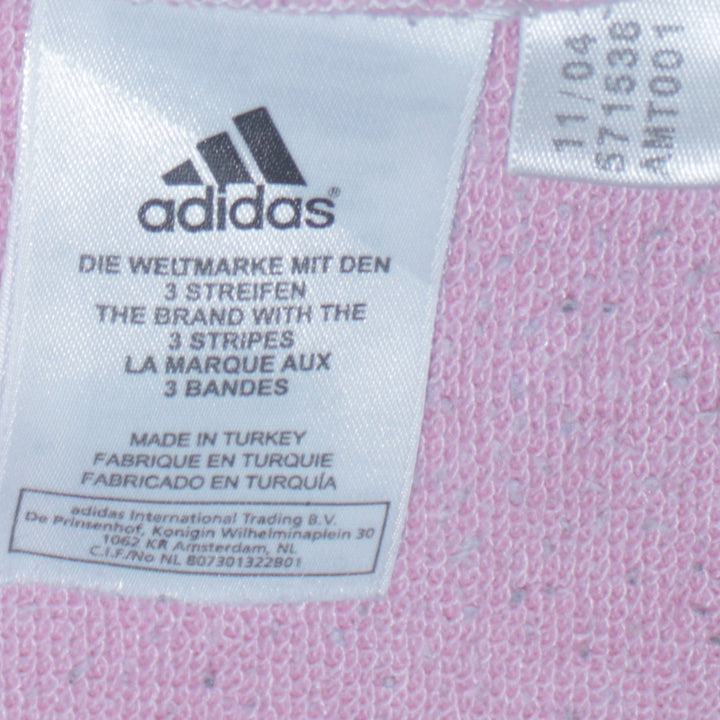 adidas®
DIE WELTMARKE MIT DEN
3 STREIFEN
THE BRAND WITH THE
3 STRIPES
LA MARQUE AUX
3 BANDES
MADE IN TURKEY
FABRIQUE EN TURQUIE
FABRICADO EN TURQUÍA
adidas International Trading B.V.
De Prinsenhof, Konigin Wilhelminaplein 30
1062 KR Amsterdam, NL
C.I.F./No NL 807301322B01
11/04
571538
AMT001